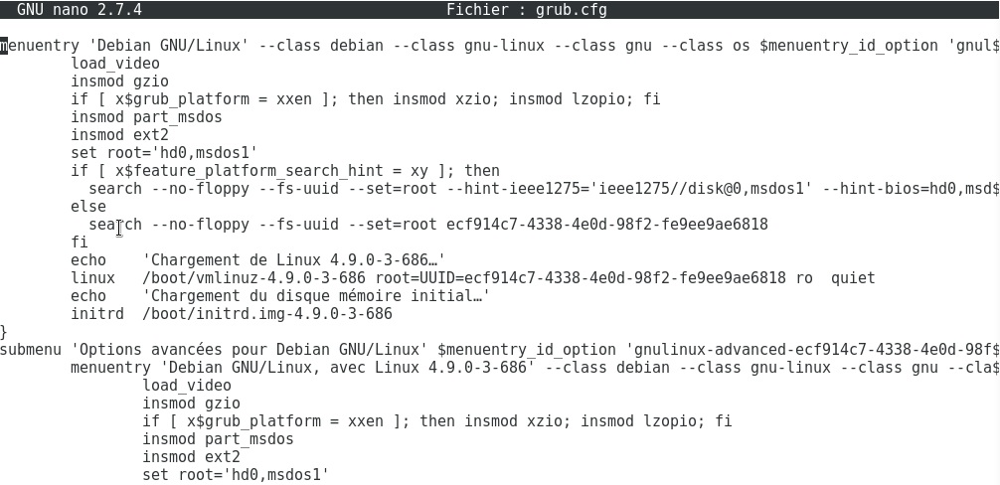 GNU nano 2.7.4 Fichier : grub.cfg
menuentry 'Debian GNU/Linux' --class debian --class gnu-linux --class gnu --class os $menuentry_id_option 'gnul$
load_video
insmod gzio
if [ x$grub_platform = xxen ]; then insmod xzio; insmod lzopio; fi
insmod part_msdos
insmod ext2
set root='hd0,msdos1'
if [ x$feature_platform_search_hint = xy ]; then
search --no-floppy --fs-uuid --set=root --hint-ieee1275='ieee1275//disk@0,msdos1' --hint-bios=hd0,msd$
else
search --no-floppy --fs-uuid --set=root ecf914c7-4338-4e0d-98f2-fe9ee9ae6818
fi
echo 'Chargement de Linux 4.9.0-3-686…'
linux /boot/vmlinuz-4.9.0-3-686 root=UUID=ecf914c7-4338-4e0d-98f2-fe9ee9ae6818 ro quiet
echo 'Chargement du disque mémoire initial…'
initrd /boot/initrd.img-4.9.0-3-686
}
submenu 'Options avancées pour Debian GNU/Linux' $menuentry_id_option 'gnulinux-advanced-ecf914c7-4338-4e0d-98f$
menuentry 'Debian GNU/Linux, avec Linux 4.9.0-3-686' --class debian --class gnu-linux --class gnu --cla$
load_video
insmod gzio
if [ x$grub_platform = xxen ]; then insmod xzio; insmod lzopio; fi
insmod part_msdos
insmod ext2
set root='hd0,msdos1'